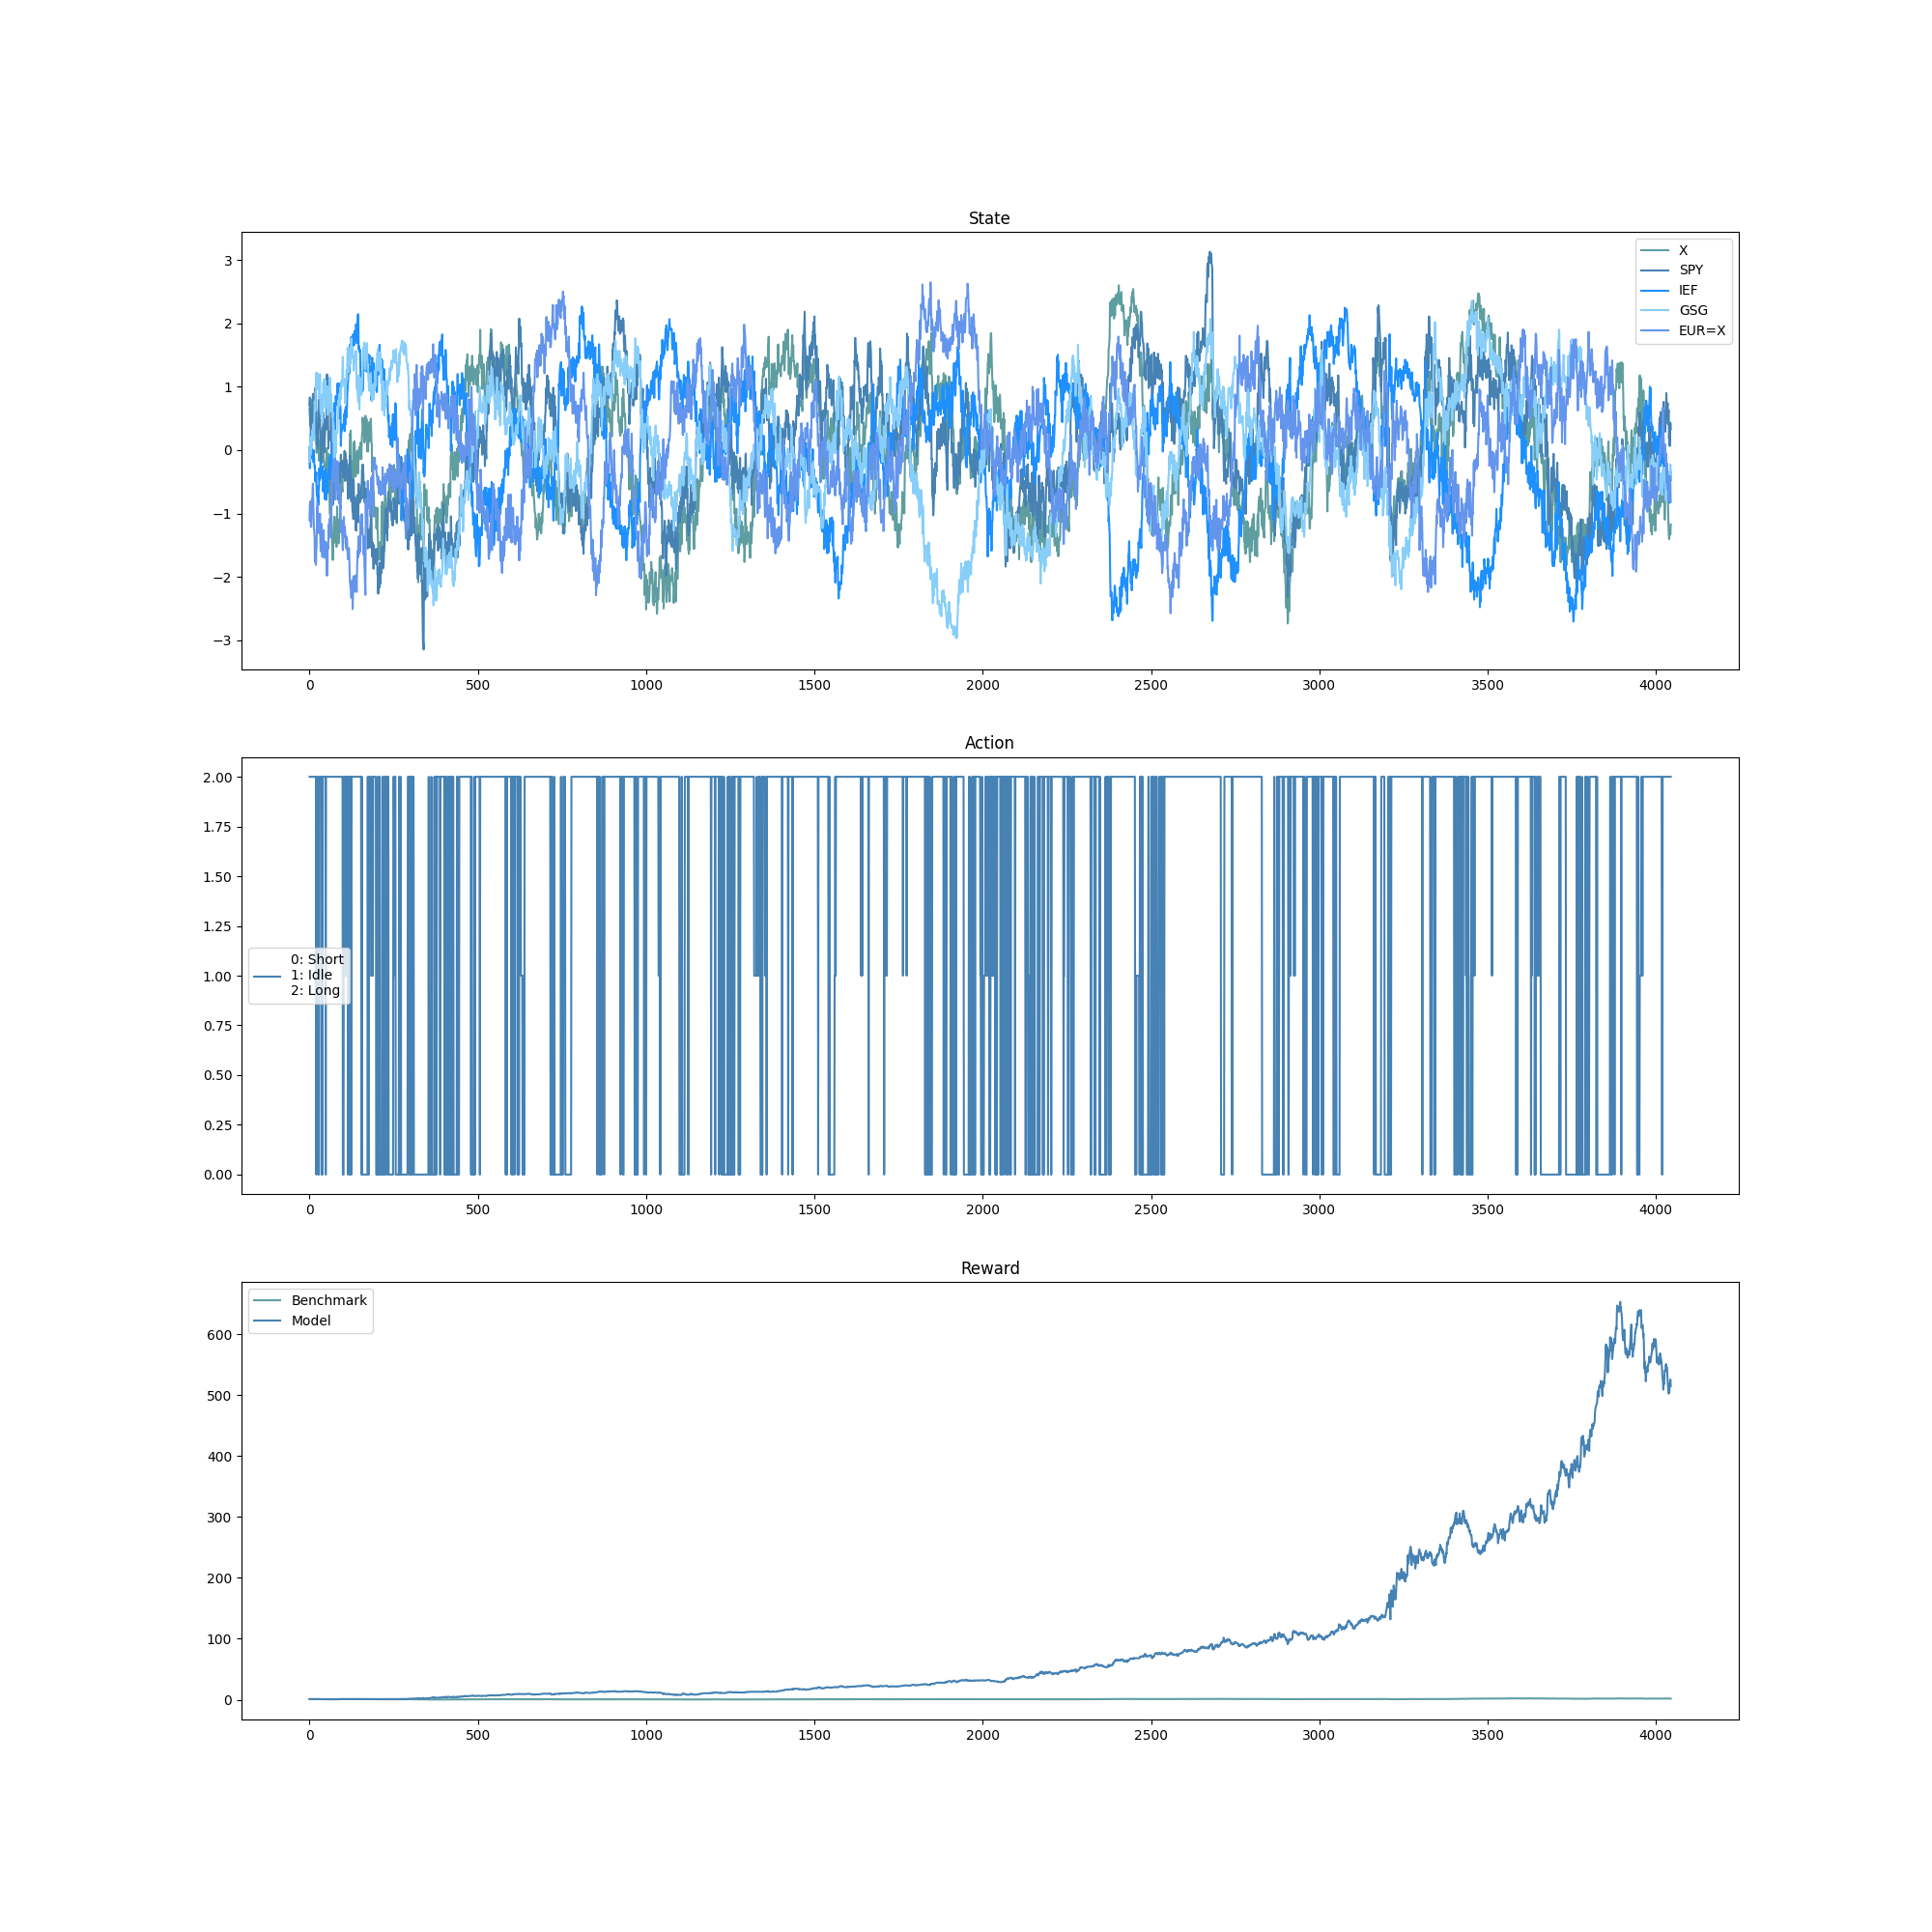 State
3
2
1
0
−1
−2
−3
X
SPY
IEF
GSG
EUR=X
0 500 1000 1500 2000 2500 3000 3500 4000
Action
2.00
1.75
1.50
1.25
1.00
0.75
0.50
0.25
0.00
0: Short
1: Idle
2: Long
0 500 1000 1500 2000 2500 3000 3500 4000
Reward
Benchmark
Model
600
500
400
300
200
100
0
0 500 1000 1500 2000 2500 3000 3500 4000